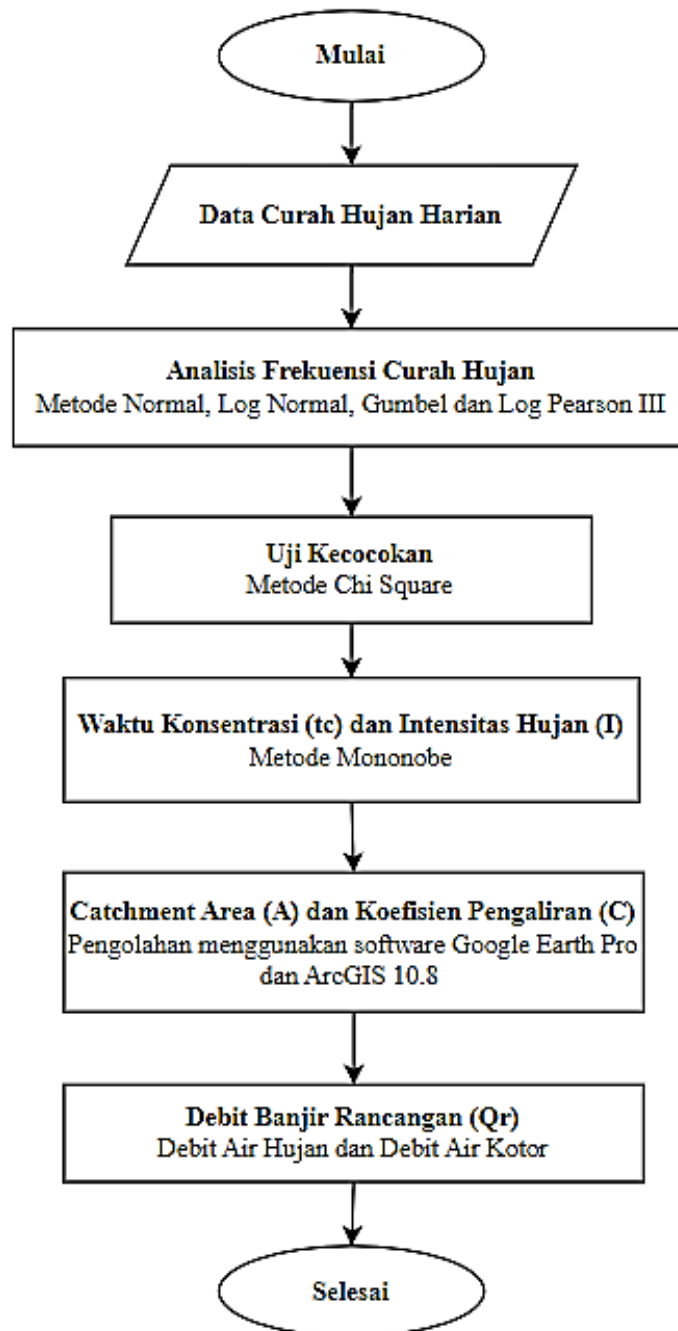 Mulai
Data Curah Hujan Harian
Analisis Frekuensi Curah Hujan
Metode Normal, Log Normal, Gumbel dan Log Pearson III
Uji Kecocokan
Metode Chi Square
Waktu Konsentrasi (tc) dan Intensitas Hujan (I)
Metode Mononobe
Catchment Area (A) dan Koefisien Pengaliran (C)
Pengolahan menggunakan software Google Earth Pro
dan ArcGIS 10.8
Debit Banjir Rancangan (Qr)
Debit Air Hujan dan Debit Air Kotor
Selesai